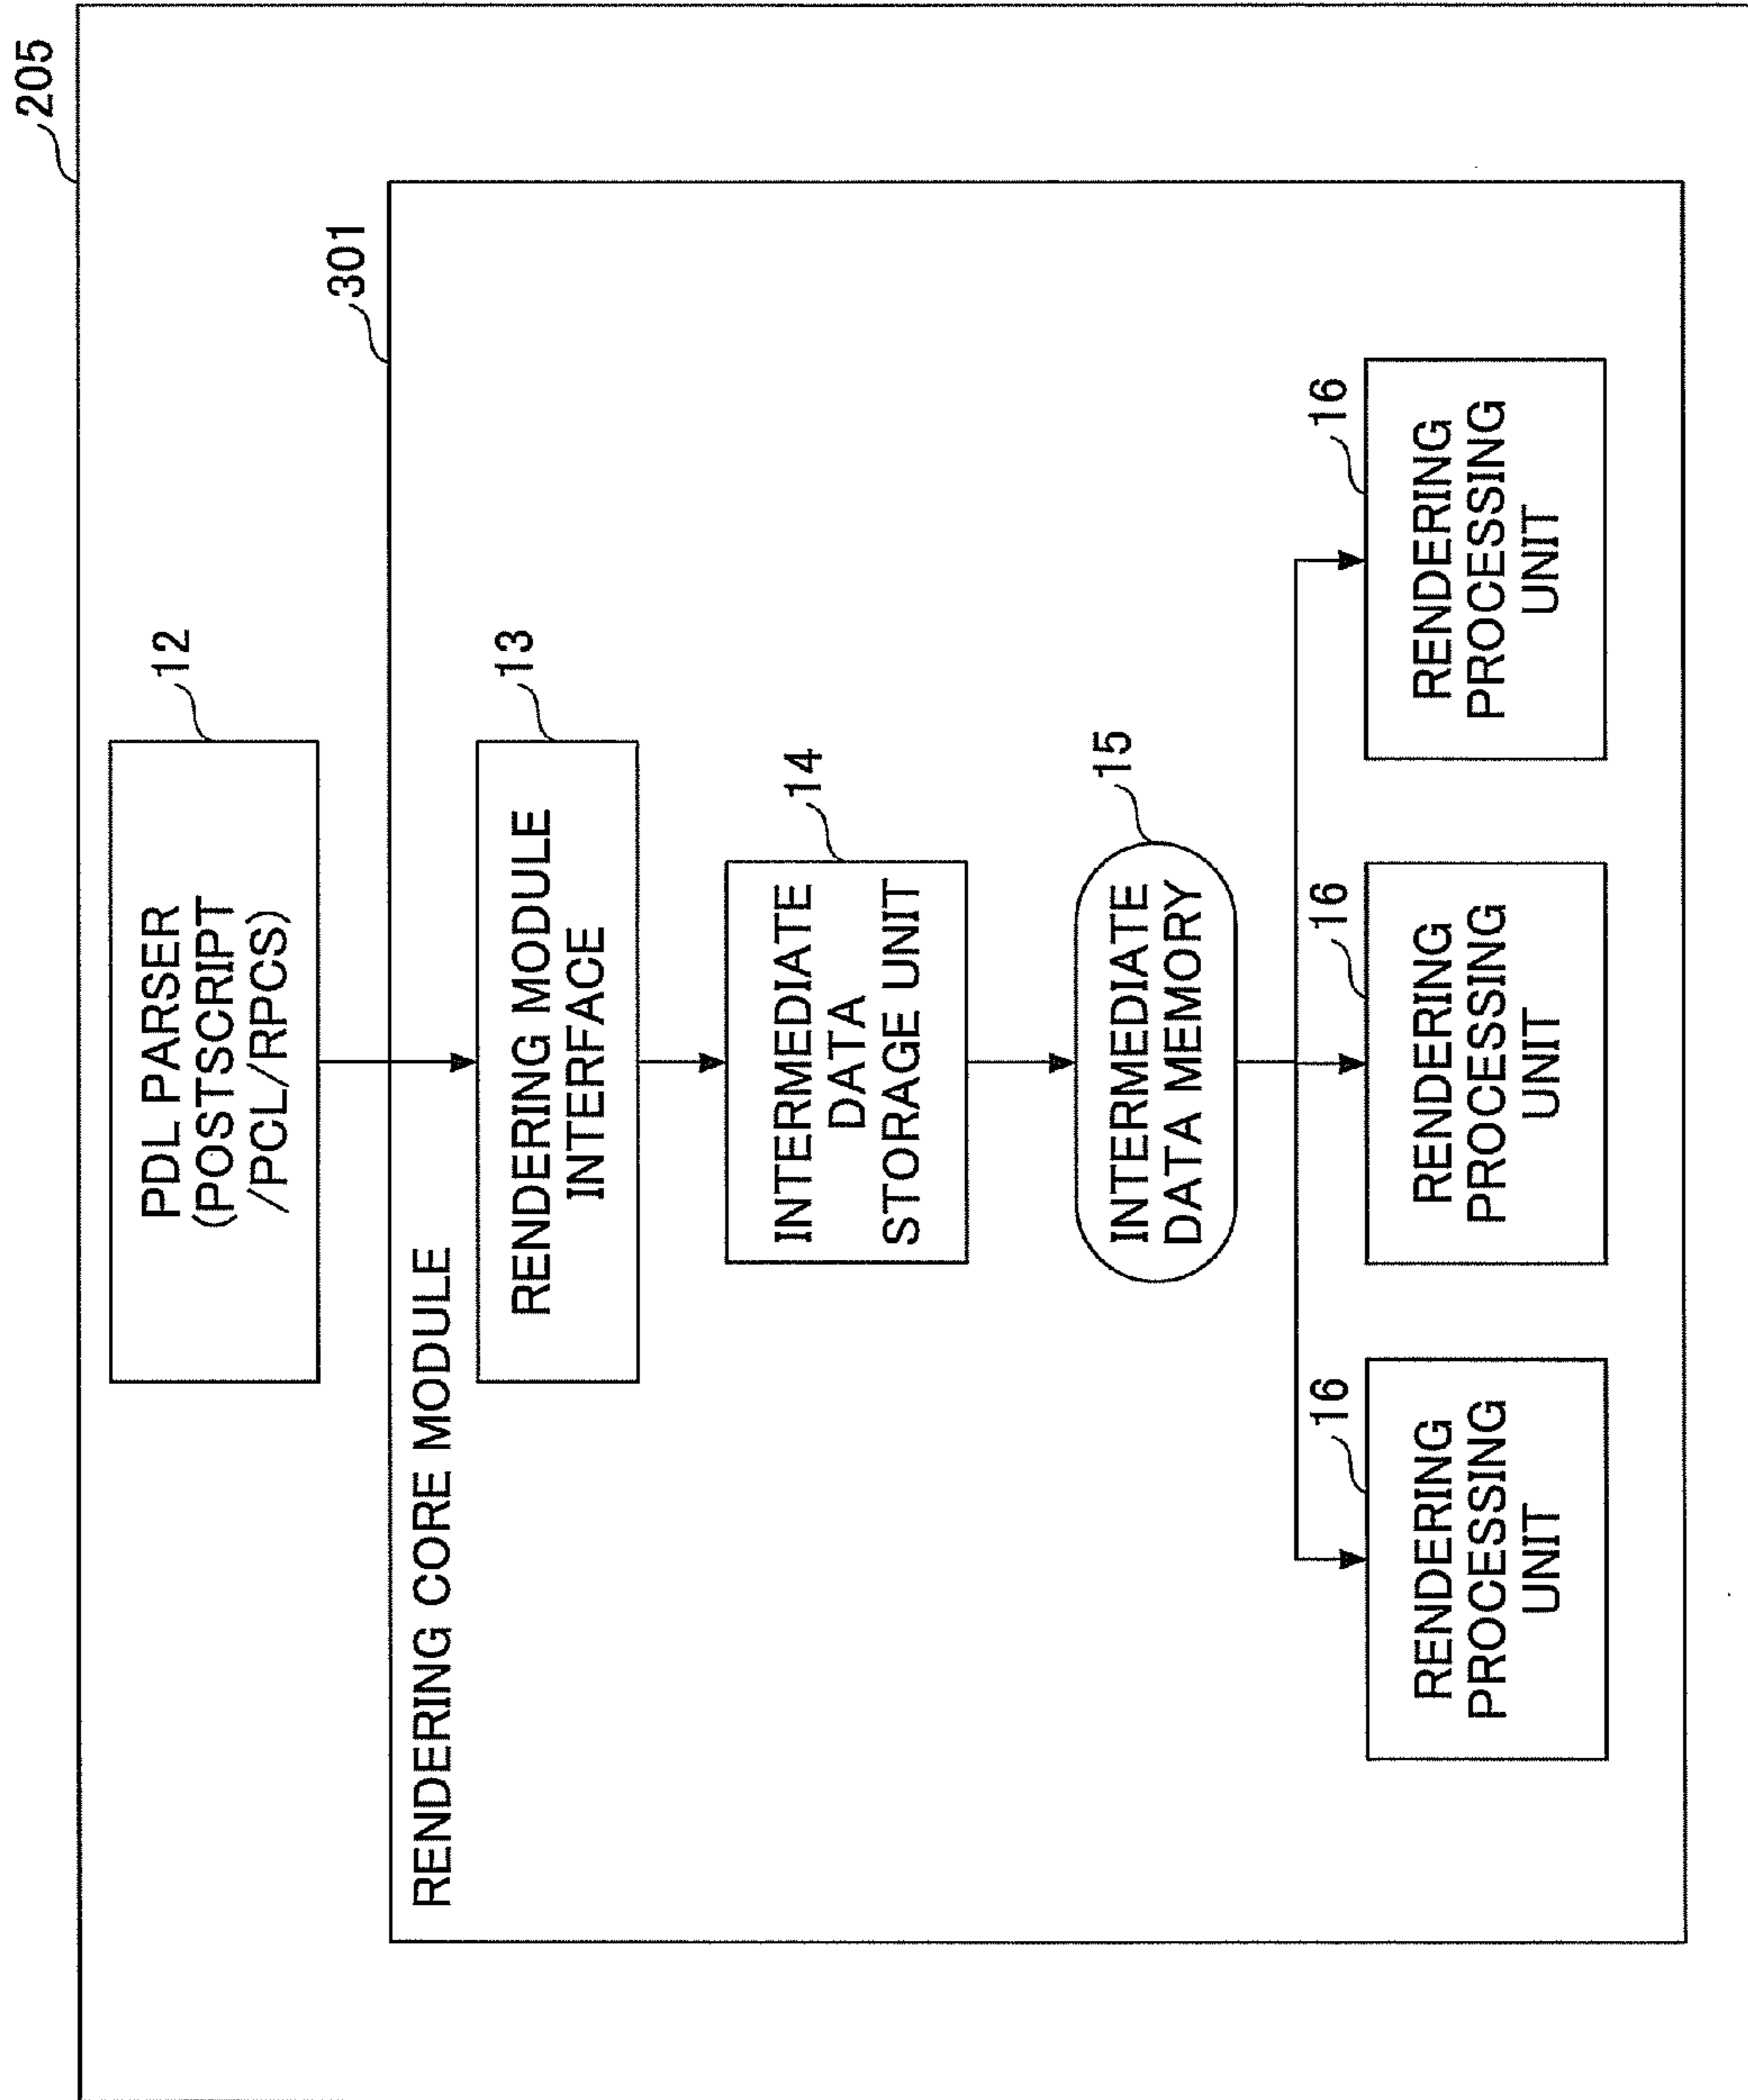 205
12
PDL PARSER
(POSTSCRIPT
/PCL/RPCS)
301
RENDERING CORE MODULE
13
RENDERING MODULE
INTERFACE
14
INTERMEDIATE
DATA
STORAGE UNIT
15
INTERMEDIATE
DATA MEMORY
16
RENDERING
PROCESSING
UNIT
16
RENDERING
PROCESSING
UNIT
16
RENDERING
PROCESSING
UNIT